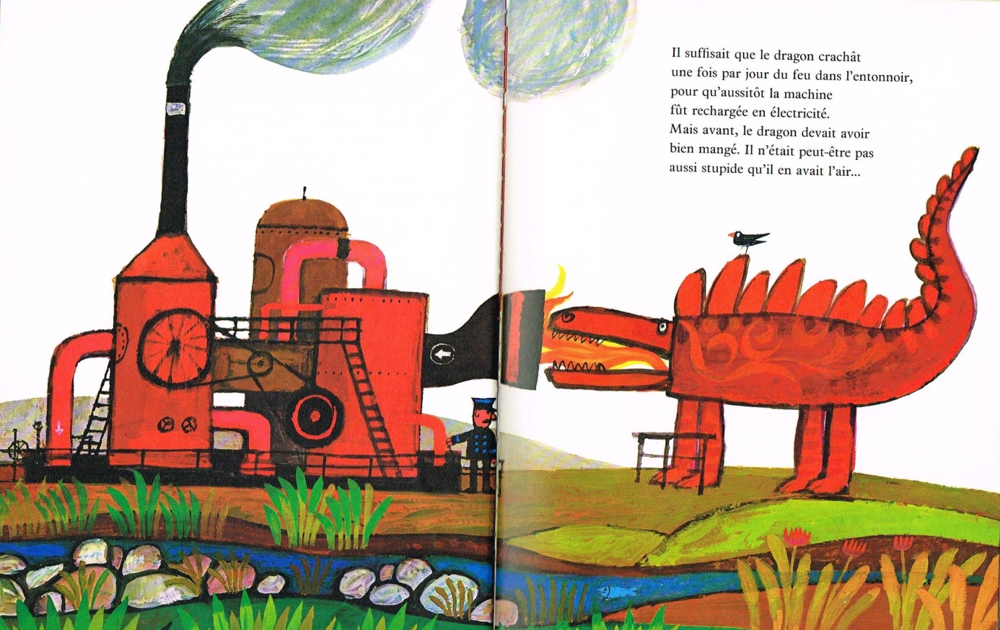 Il suffisait que le dragon crachât
une fois par jour du feu dans l'entonnoir,
pour qu'aussitôt la machine
fût rechargée en électricité.
Mais avant, le dragon devait avoir
bien mangé. Il n'était peut-être pas
aussi stupide qu'il en avait l'air...